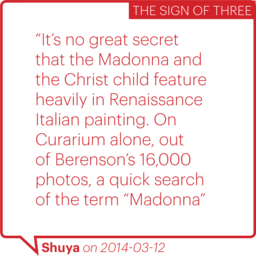 THE SIGN OF THREE
“It’s no great secret
that the Madonna and
the Christ child feature
heavily in Renaissance
Italian painting. On
Curarium alone, out
of Berenson’s 16,000
photos, a quick search
of the term “Madonna”
Shuya on 2014-03-12